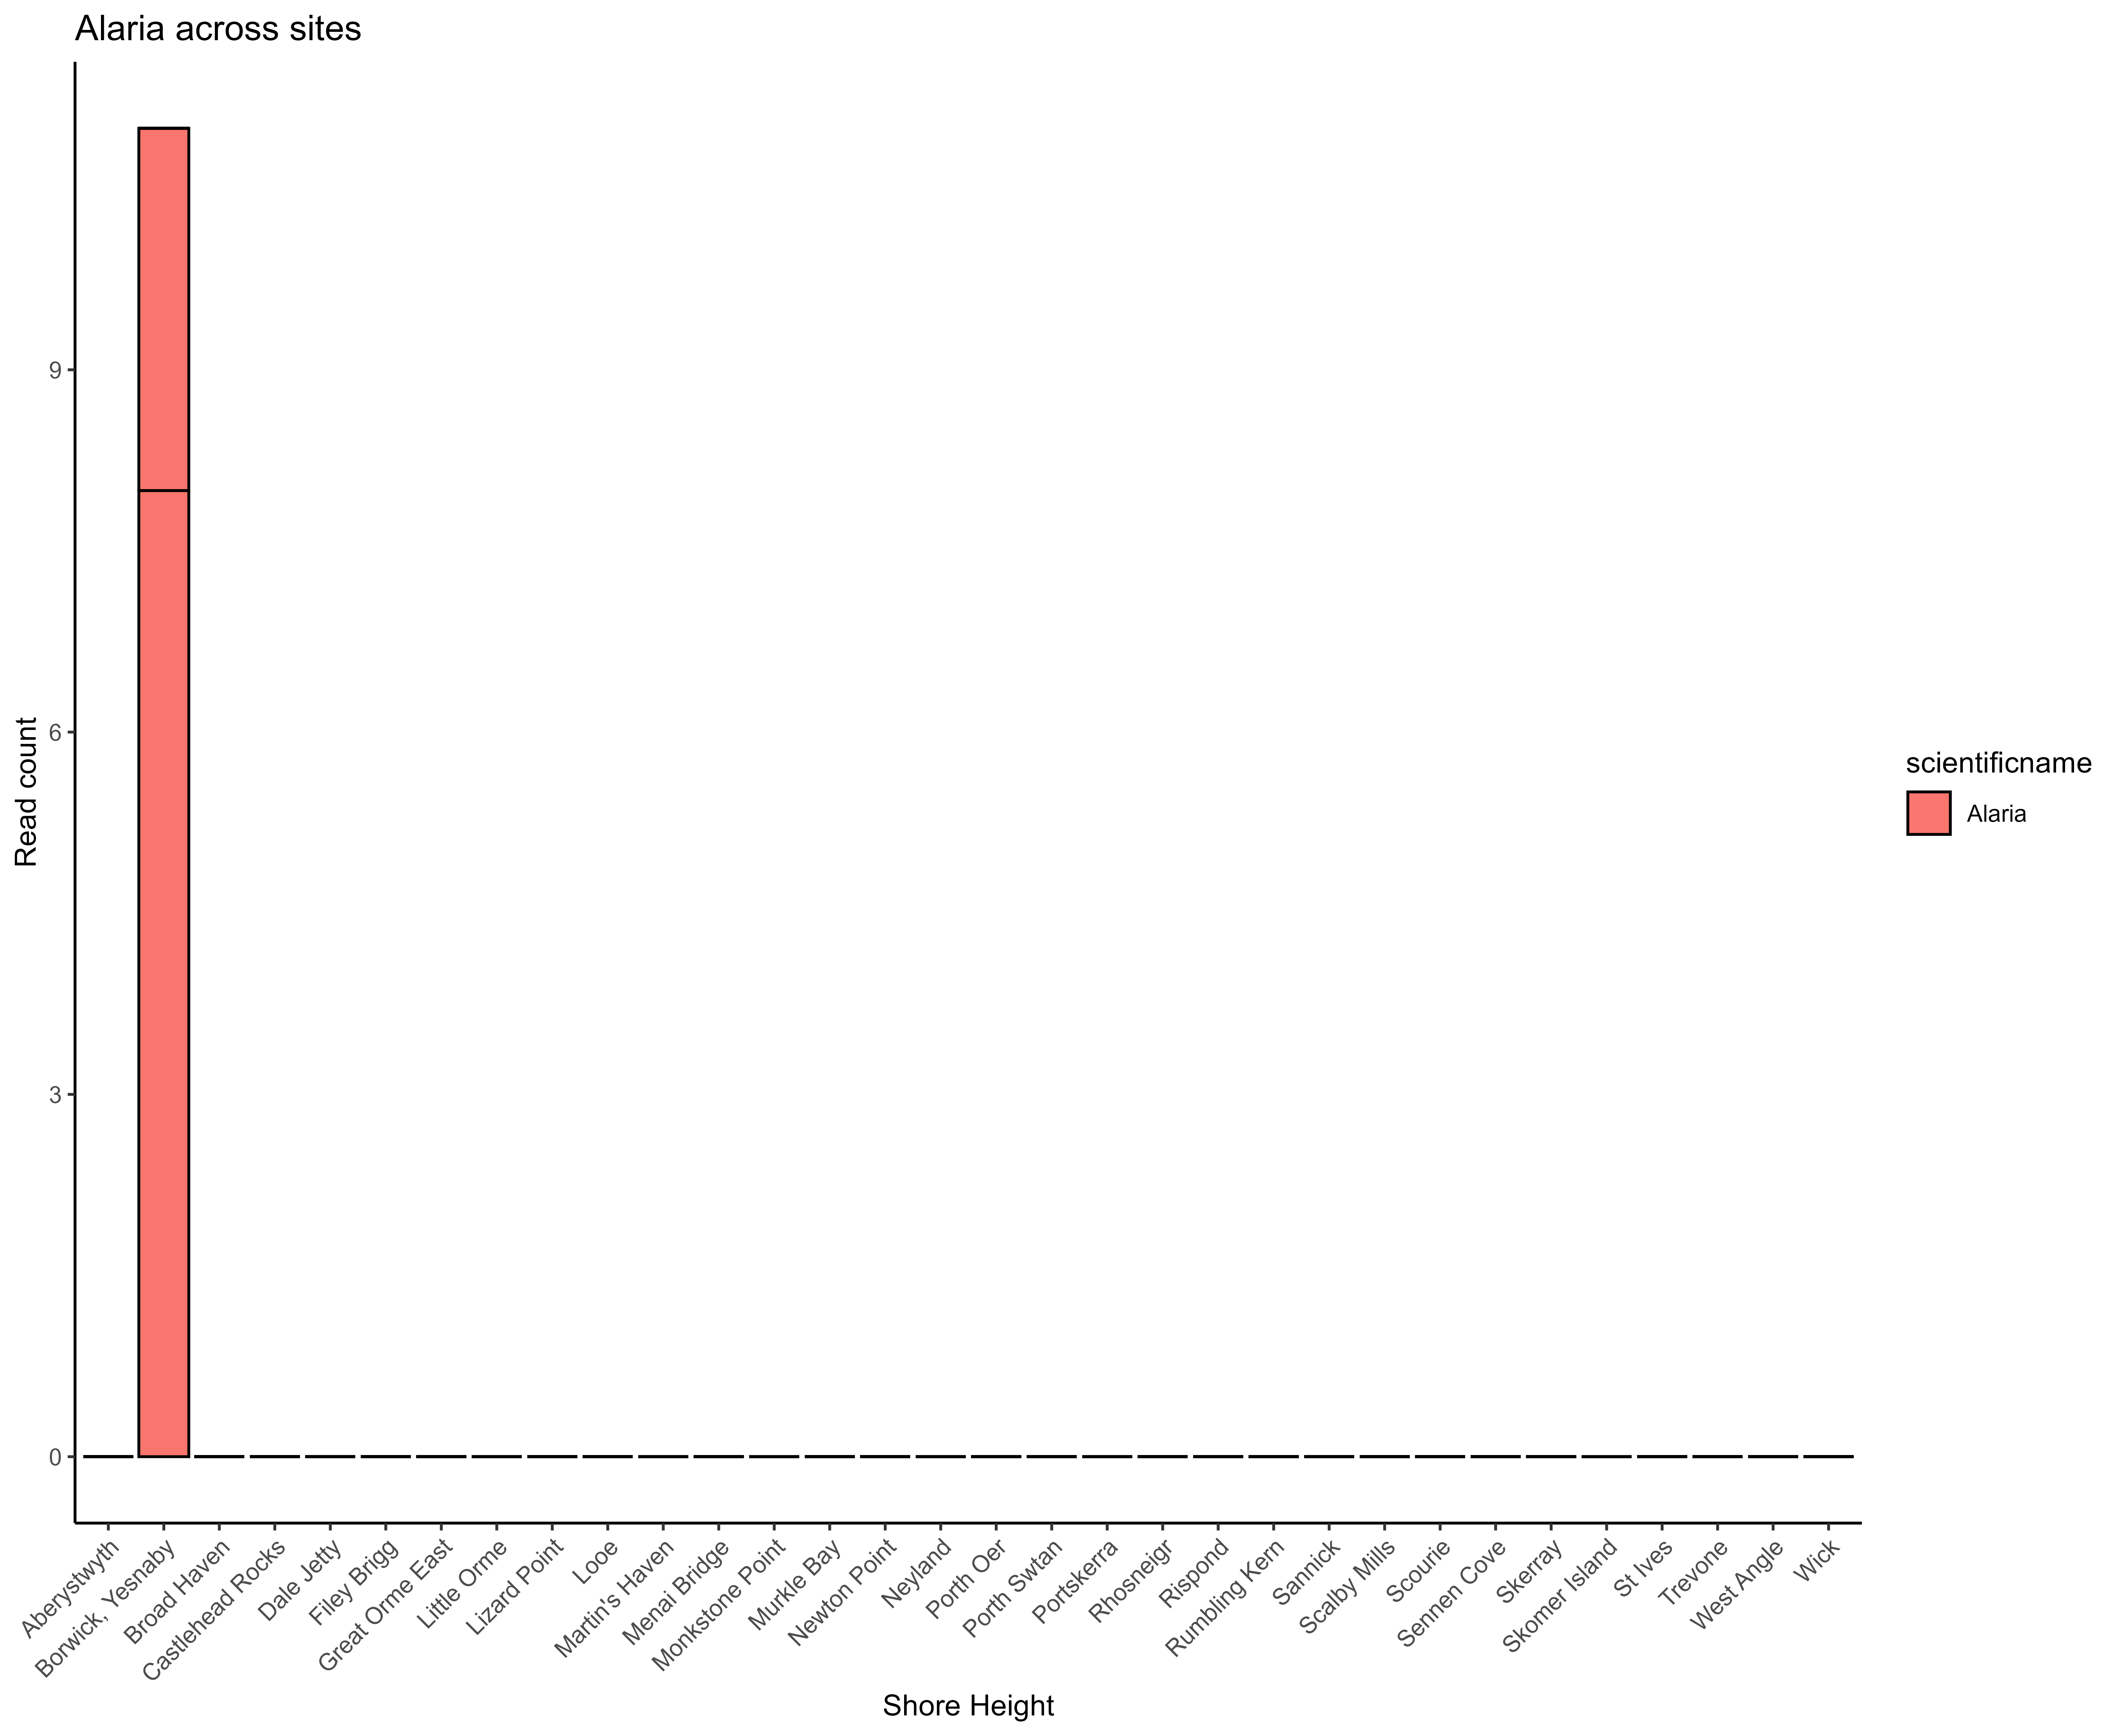 Alaria across sites
Read count
9
6
3
0
Aberystwyth
Borwick, Yesnaby
Broad Haven
Castlehead Rocks
Dale Jetty
Filey Brigg
Great Orme East
Little Orme
Lizard Point
Looe
Martin's Haven
Menai Bridge
Monkstone Point
Murkle Bay
Newton Point
Neyland
Porth Oer
Porth Swtan
Portskerra
Rhosneigr
Rispond
Rumbling Kern
Sannick
Scalby Mills
Scourie
Sennen Cove
Skerray
Skomer Island
St Ives
Trevone
West Angle
Wick
Shore Height
scientificname
Alaria